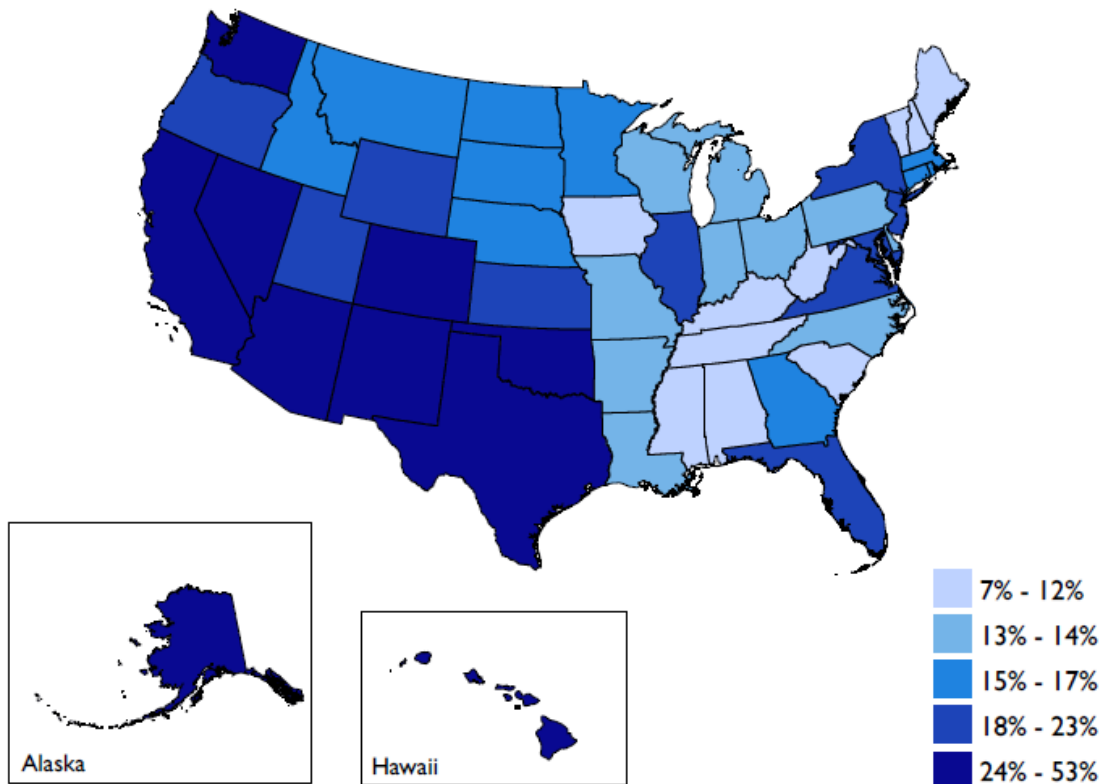 Alaska
Hawaii
7% - 12%
13% - 14%
15% - 17%
18% - 23%
24% - 53%